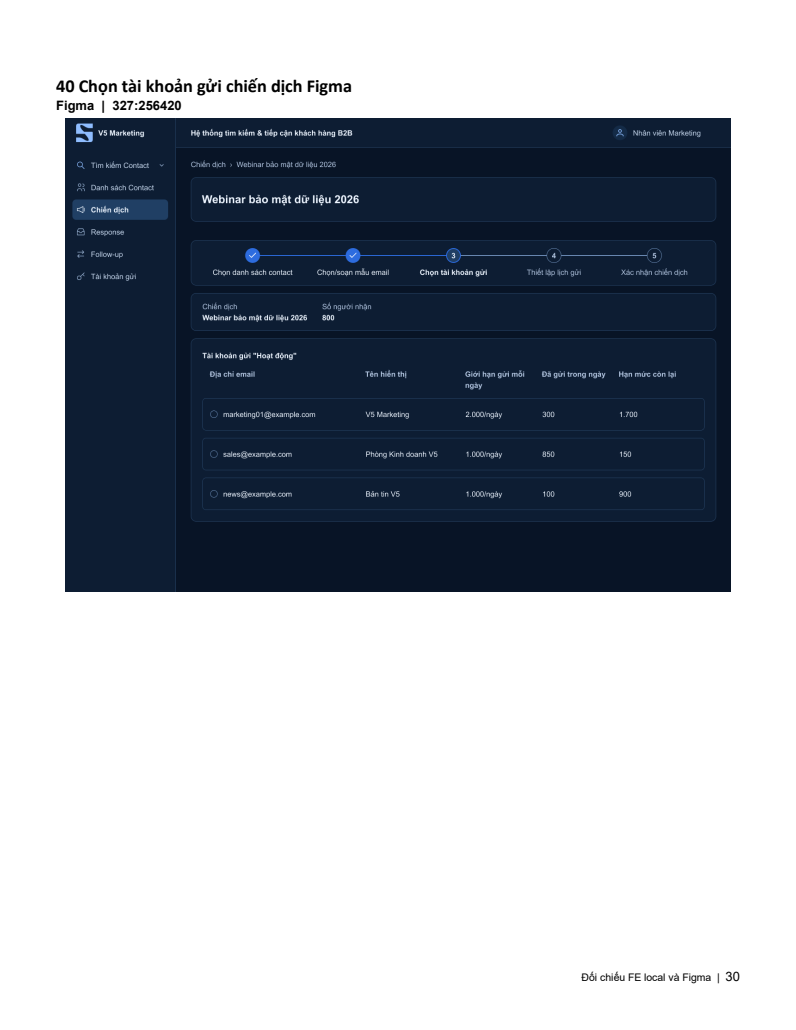 40 Chọn tài khoản gửi chiến dịch Figma
Figma | 327:256420
V5 Marketing
Hệ thống tìm kiếm & tiếp cận khách hàng B2B
Nhân viên Marketing
Tìm kiếm Contact
Danh sách Contact
Chiến dịch
Response
Follow-up
Tài khoản gửi
Chiến dịch › Webinar bảo mật dữ liệu 2026
Webinar bảo mật dữ liệu 2026
3 4 5
Chọn danh sách contact Chọn/soạn mẫu email Chọn tài khoản gửi Thiết lập lịch gửi Xác nhận chiến dịch
Chiến dịch Số người nhận
Webinar bảo mật dữ liệu 2026 800
Tài khoản gửi "Hoạt động"
Địa chỉ email Tên hiển thị Giới hạn gửi mỗi ngày Đã gửi trong ngày Hạn mức còn lại
marketing01@example.com V5 Marketing 2.000/ngày 300 1.700
sales@example.com Phòng Kinh doanh V5 1.000/ngày 850 150
news@example.com Bản tin V5 1.000/ngày 100 900
Đối chiếu FE local và Figma | 30